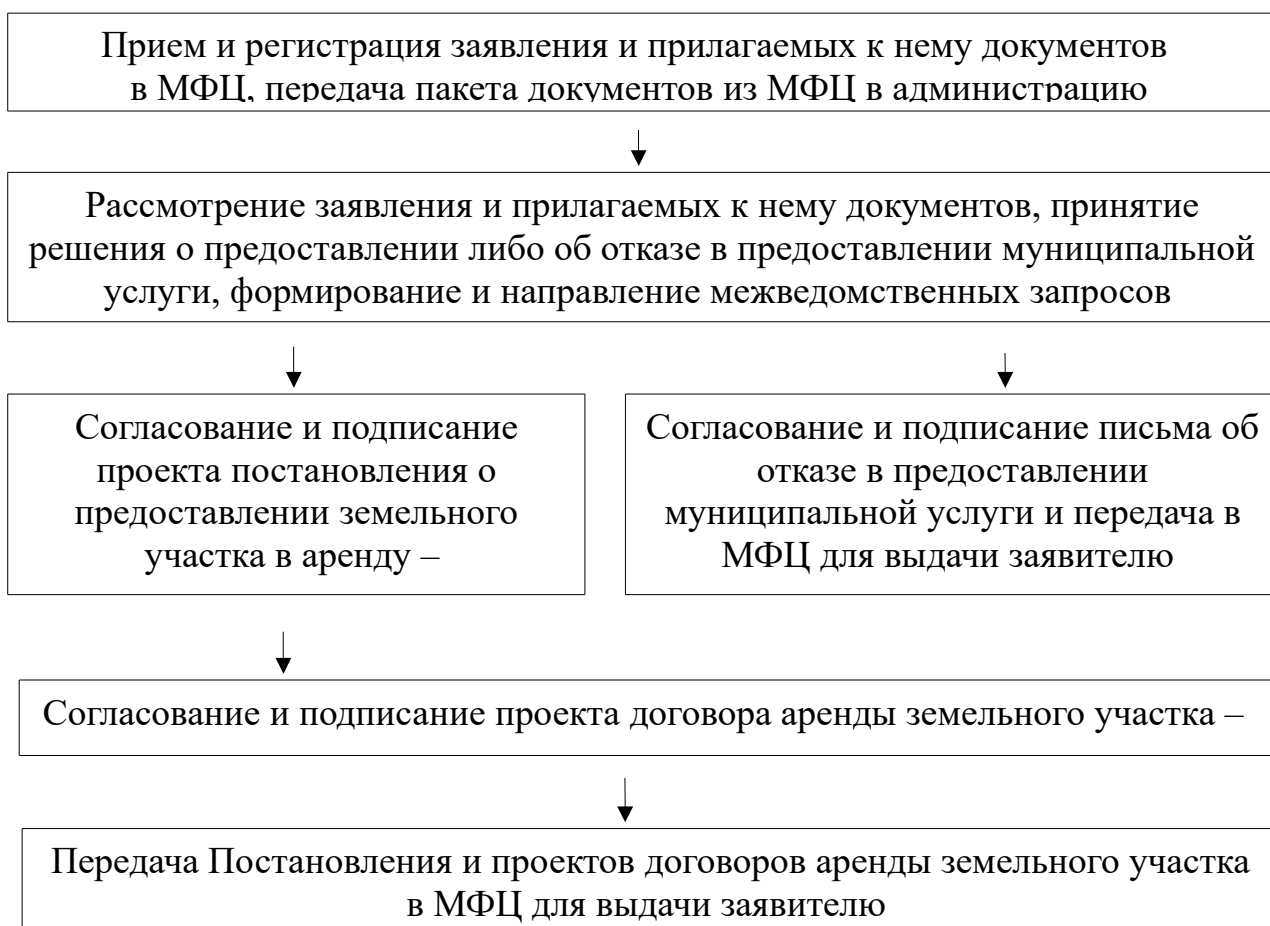 Прием и регистрация заявления и прилагаемых к нему документов
в МФЦ, передача пакета документов из МФЦ в администрацию
Рассмотрение заявления и прилагаемых к нему документов, принятие
решения о предоставлении либо об отказе в предоставлении муниципальной
услуги, формирование и направление межведомственных запросов
Согласование и подписание
проекта постановления о
предоставлении земельного
участка в аренду –
Согласование и подписание письма об
отказе в предоставлении
муниципальной услуги и передача в
МФЦ для выдачи заявителю
Согласование и подписание проекта договора аренды земельного участка –
Передача Постановления и проектов договоров аренды земельного участка
в МФЦ для выдачи заявителю